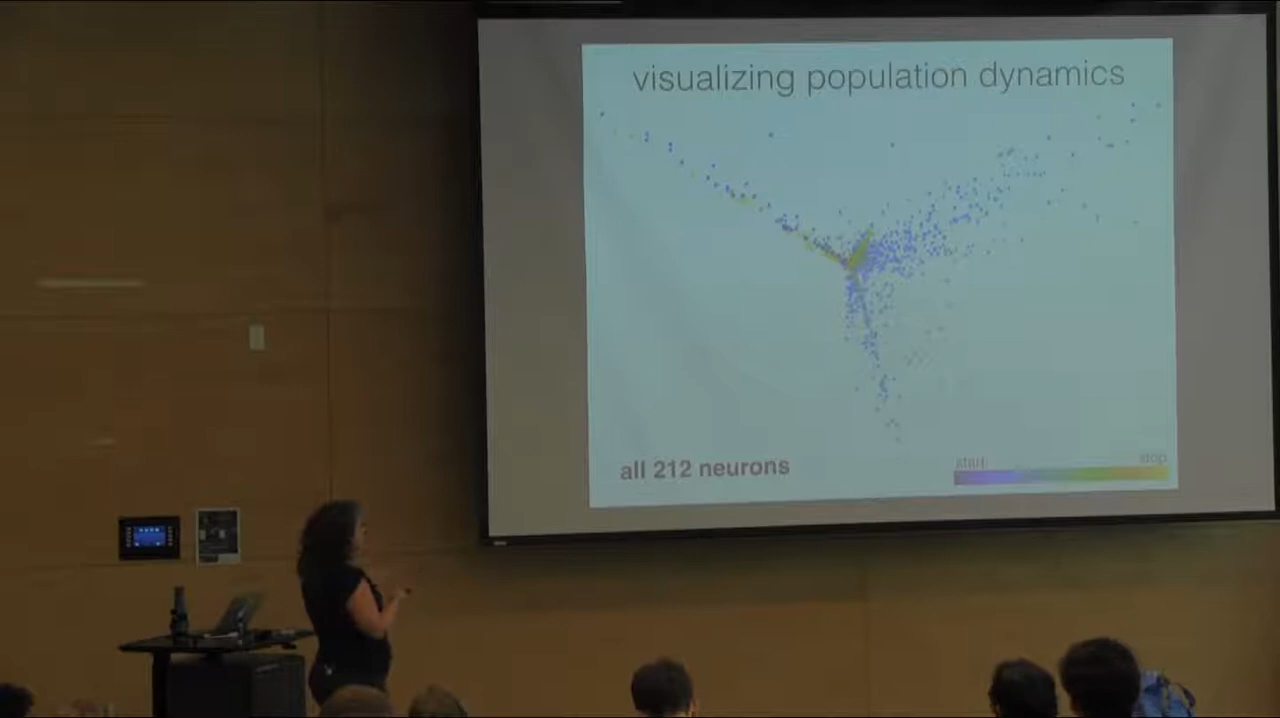 visualizing population dynamics
all 212 neurons
start
stop